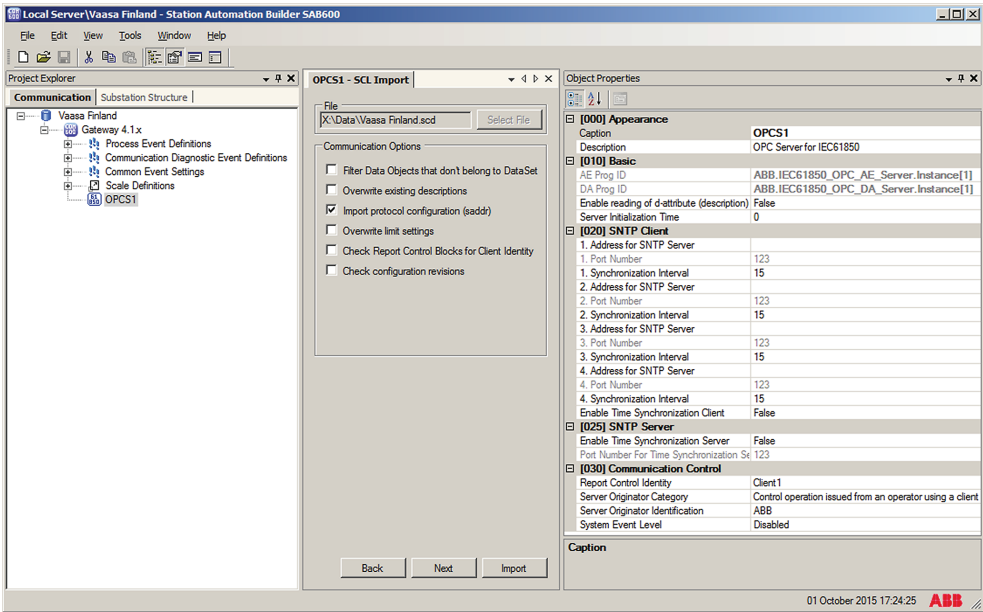 Local Server\Vaasa Finland - Station Automation Builder SAB600
File Edit View Tools Window Help
Project Explorer
Communication Substation Structure
Vaasa Finland
Gateway 4.1.x
Process Event Definitions
Communication Diagnostic Event Definitions
Common Event Settings
Scale Definitions
OPCS1
OPCS1 - SCL Import
File
X:\Data\Vaasa Finland.scd Select File
Communication Options
Filter Data Objects that don't belong to DataSet
Overwrite existing descriptions
Import protocol configuration (saddr)
Overwrite limit settings
Check Report Control Blocks for Client Identity
Check configuration revisions
Back Next Import
Object Properties
[000] Appearance
Caption OPCS1
Description OPC Server for IEC61850
[010] Basic
AE Prog ID ABB.IEC61850_OPC_AE_Server.Instance[1]
DA Prog ID ABB.IEC61850_OPC_DA_Server.Instance[1]
Enable reading of d-attribute (description) False
Server Initialization Time 0
[020] SNTP Client
1. Address for SNTP Server
1. Port Number 123
1. Synchronization Interval 15
2. Address for SNTP Server
2. Port Number 123
2. Synchronization Interval 15
3. Address for SNTP Server
3. Port Number 123
3. Synchronization Interval 15
4. Address for SNTP Server
4. Port Number 123
4. Synchronization Interval 15
Enable Time Synchronization Client False
[025] SNTP Server
Enable Time Synchronization Server False
Port Number For Time Synchronization Se 123
[030] Communication Control
Report Control Identity Client1
Server Originator Category Control operation issued from an operator using a client
Server Originator Identification ABB
System Event Level Disabled
Caption
01 October 2015 17:24:25 ABB